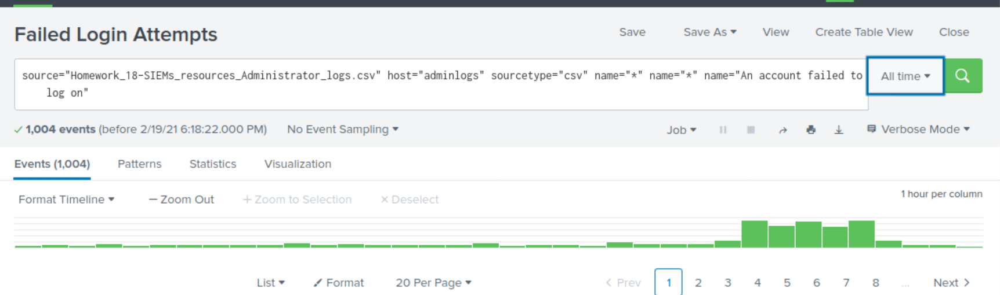 Failed Login Attempts
Save Save As View Create Table View Close
source="Homework_18-SIEMs_resources_Administrator_logs.csv" host="adminlogs" sourcetype="csv" name="*" name="*" name="An account failed to
log on"
All time
1,004 events (before 2/19/21 6:18:22.000 PM) No Event Sampling
Job Verbose Mode
Events (1,004) Patterns Statistics Visualization
Format Timeline − Zoom Out + Zoom to Selection × Deselect
1 hour per column
List Format 20 Per Page
< Prev 1 2 3 4 5 6 7 8 ... Next >